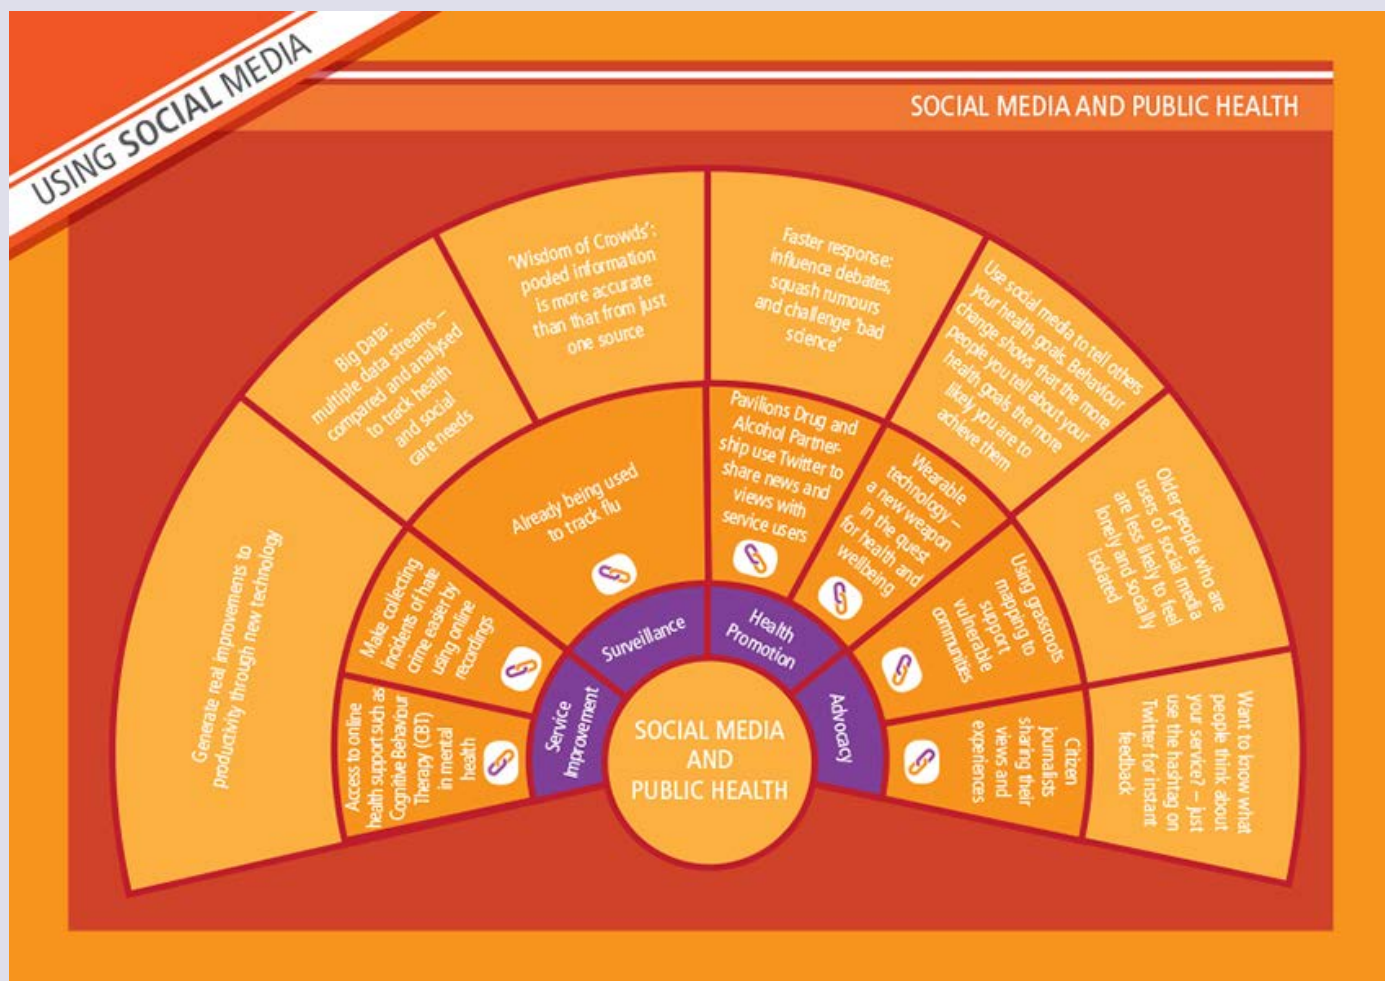 USING SOCIAL MEDIA
SOCIAL MEDIA AND PUBLIC HEALTH
Generate real improvements to
productivity through new technology
Big Data:
multiple data streams –
compared and analysed
to track health
and social
care needs
'Wisdom of Crowds':
pooled information
is more accurate
than that from just
one source
Faster response:
influence debates,
squash rumours
and challenge 'bad
science'
Use social media to tell others
your health goals. Behaviour
change shows that the more
people you tell about your
health goals the more
likely you are to
achieve them
Older people who are
users of social media
are less likely to feel
lonely and socially
isolated
Want to know what
people think about
your service? – just
use the hashtag on
Twitter for instant
feedback
Access to online
health support such as
Cognitive Behaviour
Therapy (CBT)
in mental
health
Make collecting
incidents of hate
crime easier by
using online
recordings
Already being used
to track flu
Pavilions Drug and
Alcohol Partner-
ship use Twitter to
share news and
views with
service users
Wearable
technology –
a new weapon
in the quest
for health and
wellbeing
Using grassroots
mapping to
support
vulnerable
communities
Citizen
journalists
sharing their
views and
experiences
Service
Improvement
Surveillance
Health
Promotion
Advocacy
SOCIAL MEDIA
AND
PUBLIC HEALTH